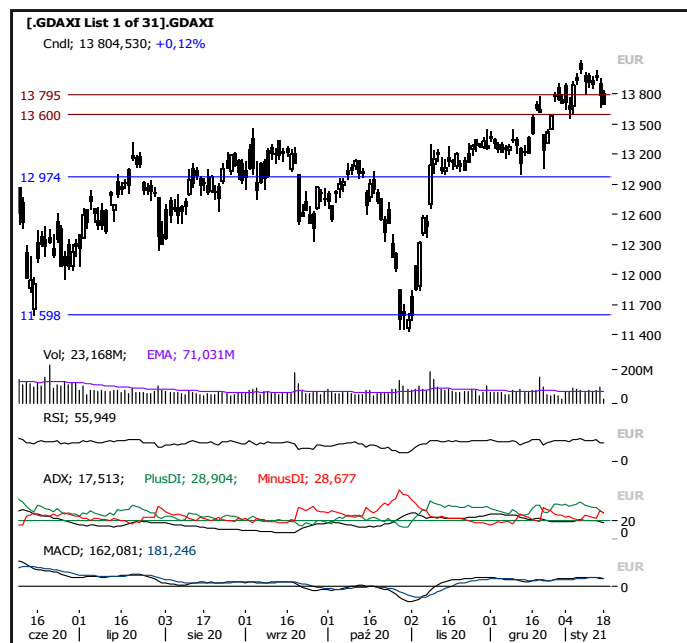 [.GDAXI List 1 of 31].GDAXI
Cndl; 13 804,530; +0,12%
EUR
13 795
13 800
13 600
13 500
13 200
12 974
12 900
12 600
12 300
12 000
11 700
11 598
11 400
Vol; 23,168M; EMA; 71,031M
200M
0
RSI; 55,949
EUR
0
ADX; 17,513; PlusDI; 28,904; MinusDI; 28,677
EUR
20
0
MACD; 162,081; 181,246
EUR
0
16 01 16 01 17 01 16 01 16 02 16 01 16 04 18
cze 20 lip 20 sie 20 wrz 20 paź 20 lis 20 gru 20 sty 21